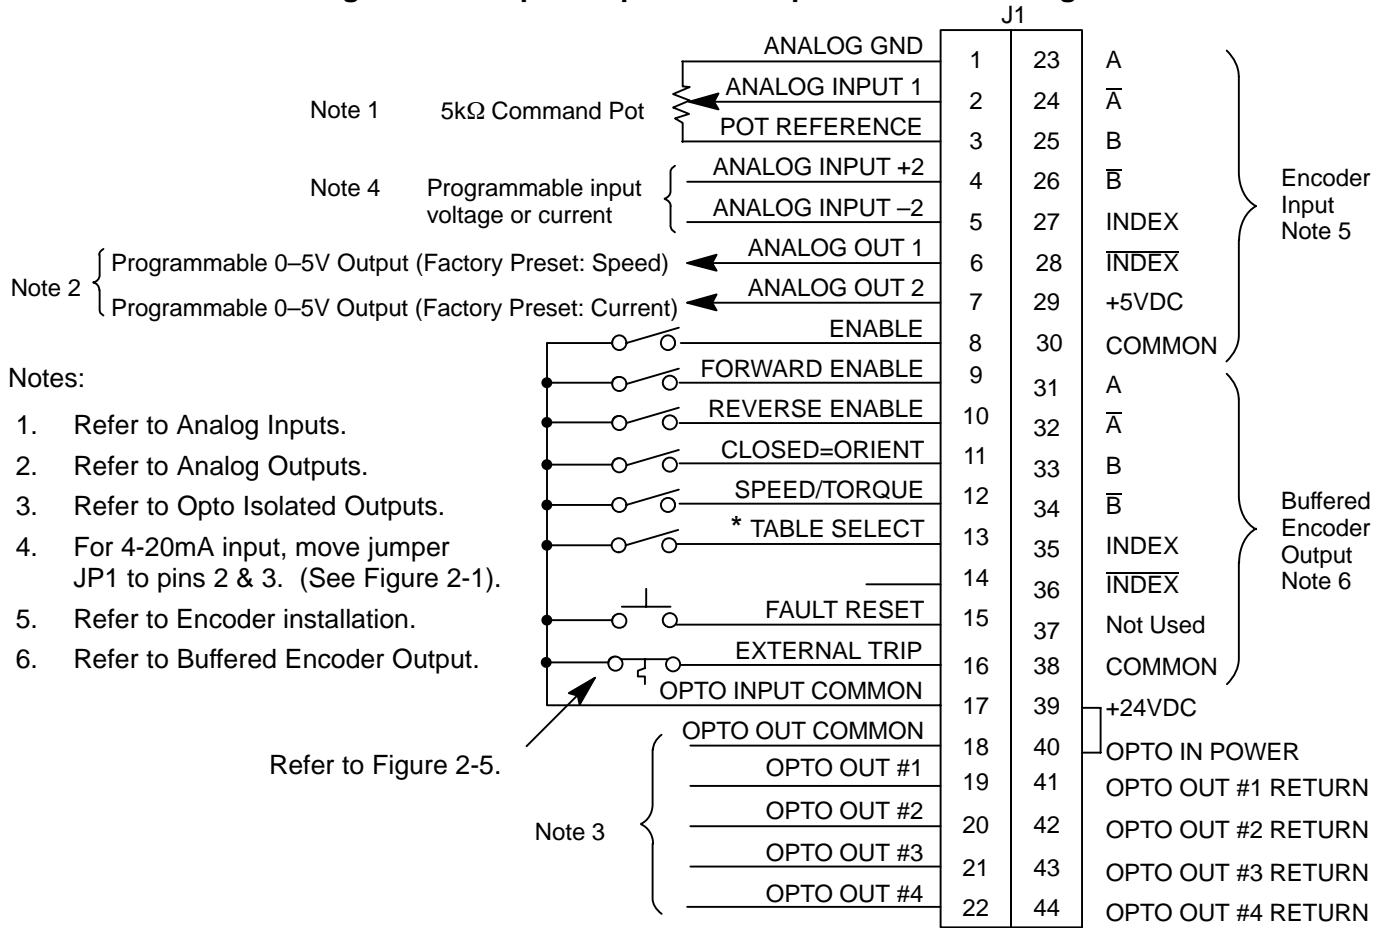 J1
ANALOG GND 1 23 A
Note 1 5kΩ Command Pot ANALOG INPUT 1 2 24 A̅
POT REFERENCE 3 25 B
Note 4 Programmable input voltage or current
ANALOG INPUT +2 4 26 B̅
ANALOG INPUT –2 5 27 INDEX
Encoder
Input
Note 5
Note 2
Programmable 0–5V Output (Factory Preset: Speed) ANALOG OUT 1 6 28 I̅N̅D̅E̅X̅
Programmable 0–5V Output (Factory Preset: Current) ANALOG OUT 2 7 29 +5VDC
ENABLE 8 30 COMMON
FORWARD ENABLE 9 31 A
REVERSE ENABLE 10 32 A̅
CLOSED=ORIENT 11 33 B
SPEED/TORQUE 12 34 B̅
* TABLE SELECT 13 35 INDEX
14 36 I̅N̅D̅E̅X̅
FAULT RESET 15 37 Not Used
EXTERNAL TRIP 16 38 COMMON
Buffered
Encoder
Output
Note 6
OPTO INPUT COMMON 17 39 +24VDC
OPTO OUT COMMON 18 40 OPTO IN POWER
OPTO OUT #1 19 41 OPTO OUT #1 RETURN
OPTO OUT #2 20 42 OPTO OUT #2 RETURN
Note 3
OPTO OUT #3 21 43 OPTO OUT #3 RETURN
OPTO OUT #4 22 44 OPTO OUT #4 RETURN
Refer to Figure 2-5.
Notes:
1. Refer to Analog Inputs.
2. Refer to Analog Outputs.
3. Refer to Opto Isolated Outputs.
4. For 4-20mA input, move jumper
JP1 to pins 2 & 3. (See Figure 2-1).
5. Refer to Encoder installation.
6. Refer to Buffered Encoder Output.